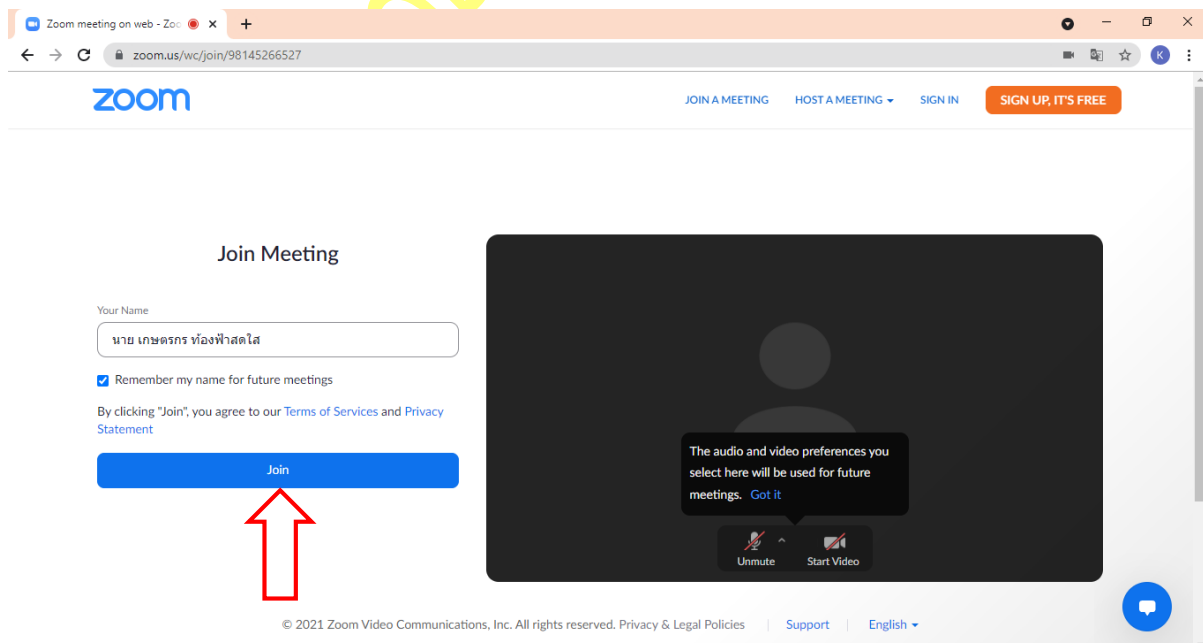 Zoom meeting on web - Zoo
zoom.us/wc/join/98145266527
K
zoom
JOIN A MEETING
HOST A MEETING
SIGN IN
SIGN UP, IT'S FREE
Join Meeting
Your Name
นาย เกษตรกร ท้องฟ้าสดใส
Remember my name for future meetings
By clicking "Join", you agree to our Terms of Services and Privacy
Statement
Join
The audio and video preferences you
select here will be used for future
meetings. Got it
Unmute
Start Video
© 2021 Zoom Video Communications, Inc. All rights reserved. Privacy & Legal Policies
Support
English